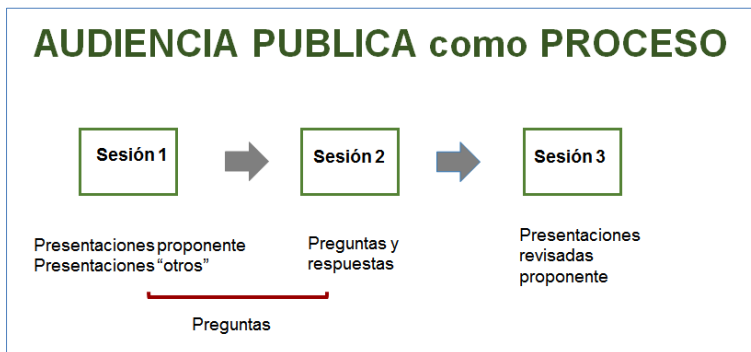 AUDIENCIA PUBLICA como PROCESO
Sesión 1
Sesión 2
Sesión 3
Presentaciones proponente
Presentaciones “otros”
Preguntas y
respuestas
Presentaciones
revisadas
proponente
Preguntas